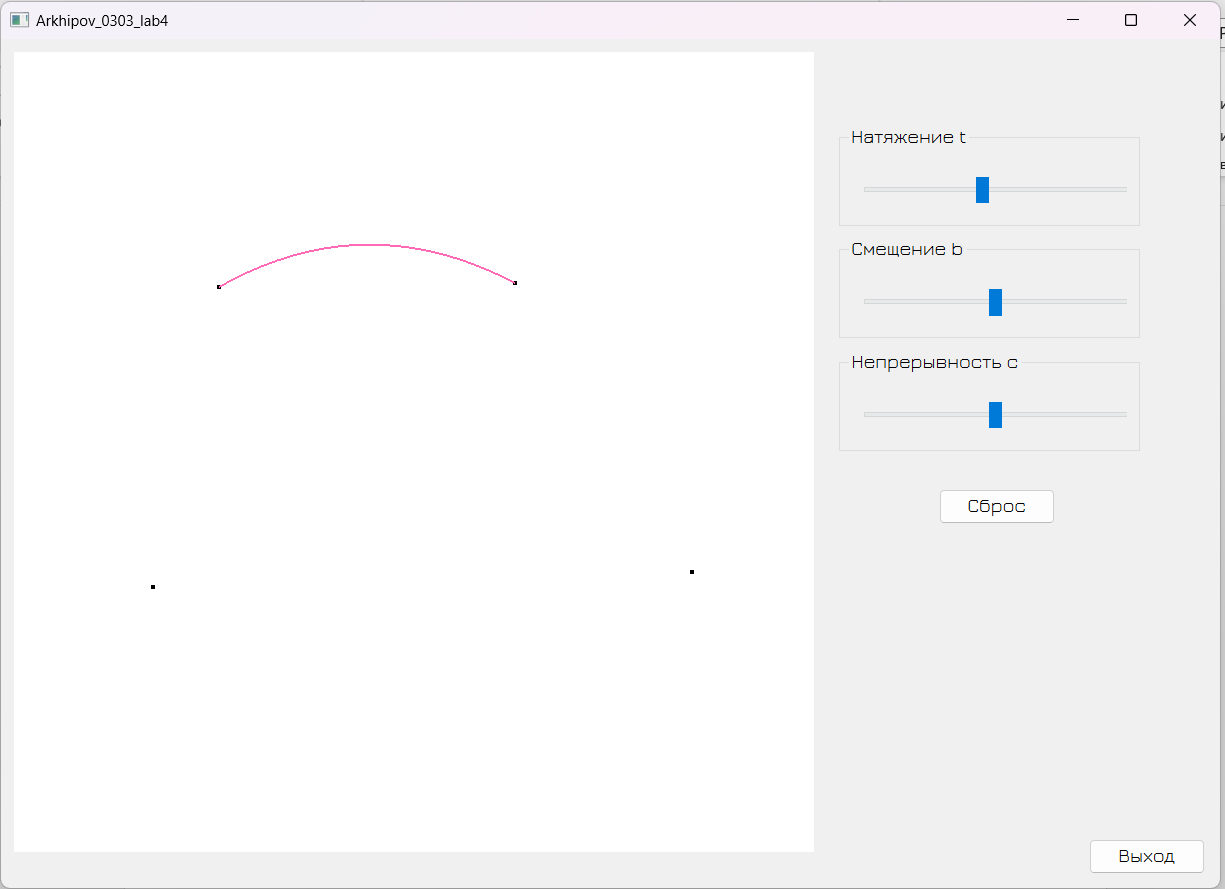 Arkhipov_0303_lab4
Натяжение t
Смещение b
Непрерывность c
Сброс
Выход